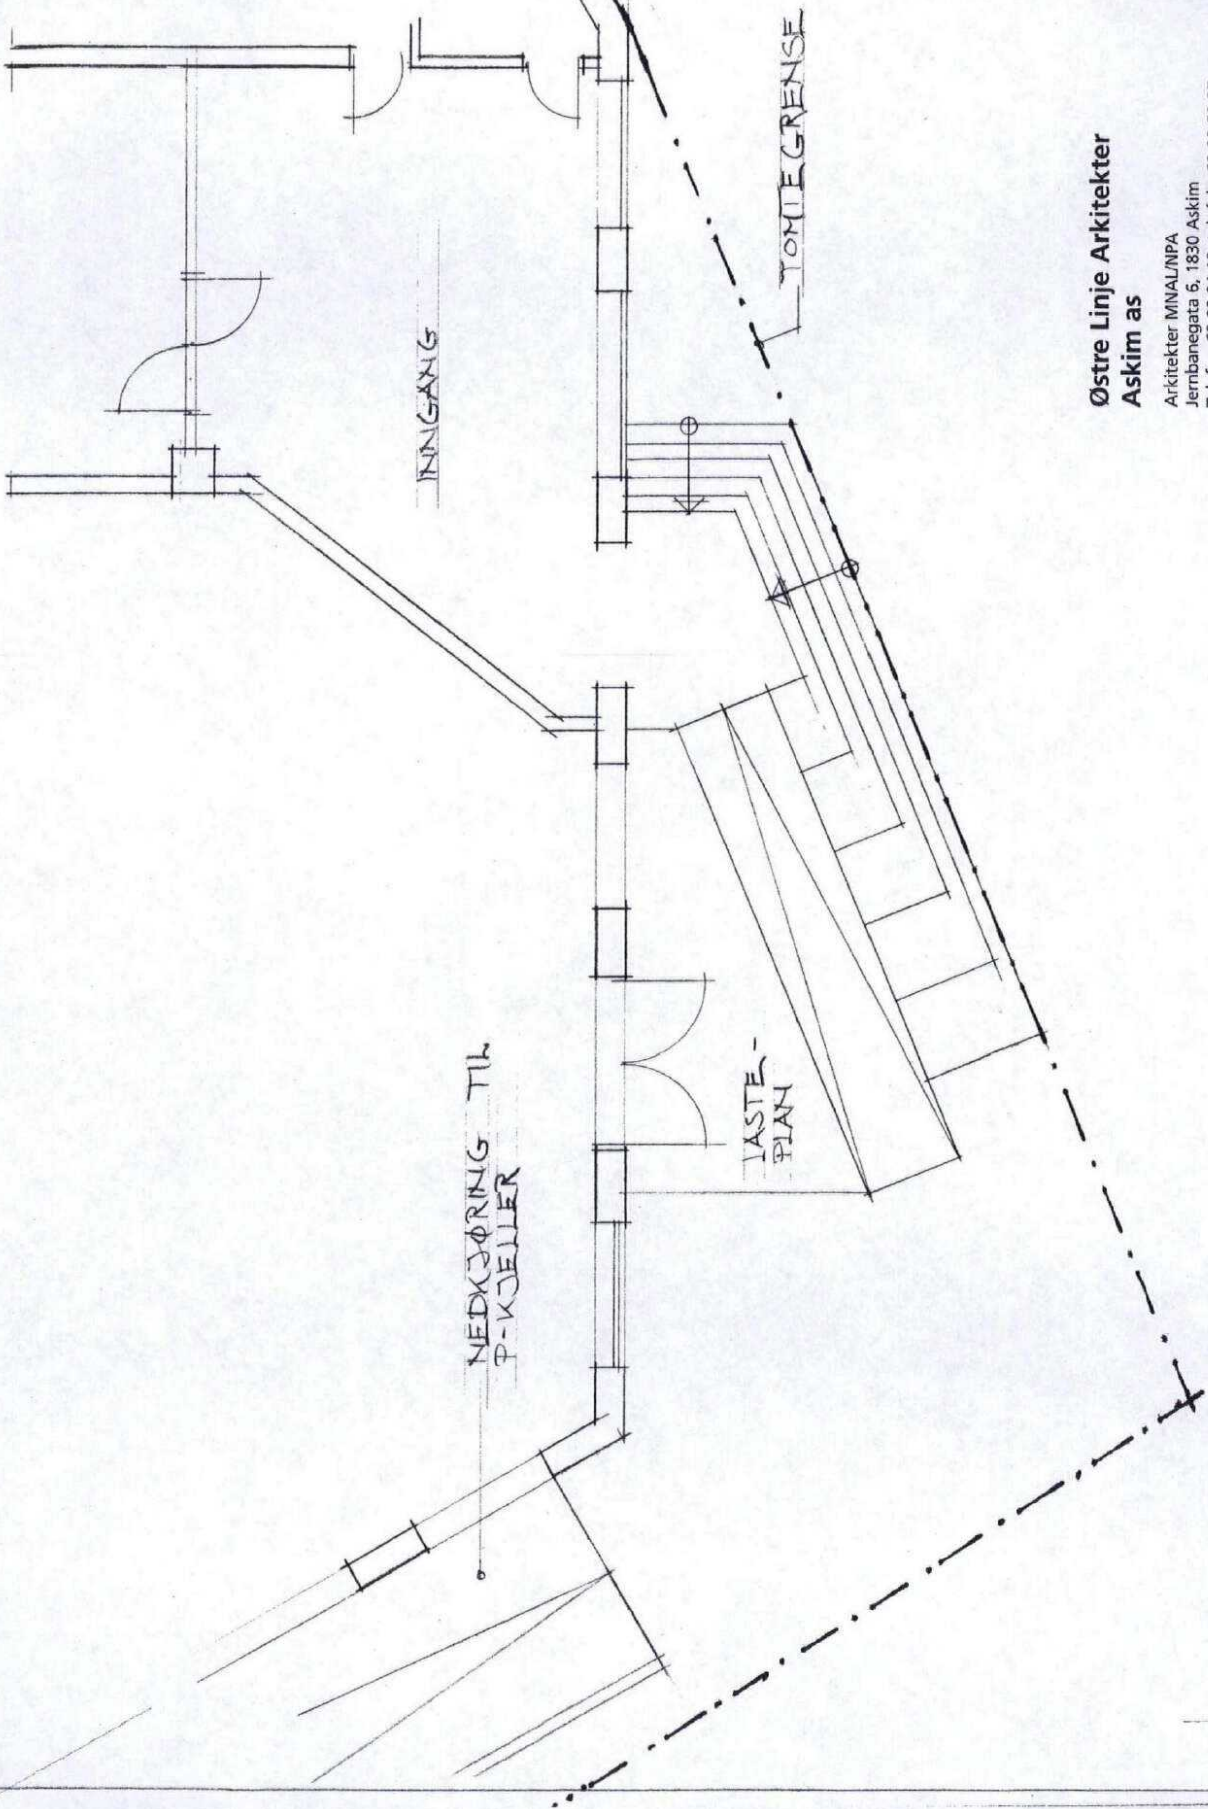 INNGANG
TOMTEGRENSE
NEDKJØRING TIL
P-KJELLER
LASTE-
PLAN
Østre Linje Arkitekter
Askim as
Arkitekter MNAL/NPA
Jernbanegata 6, 1830 Askim